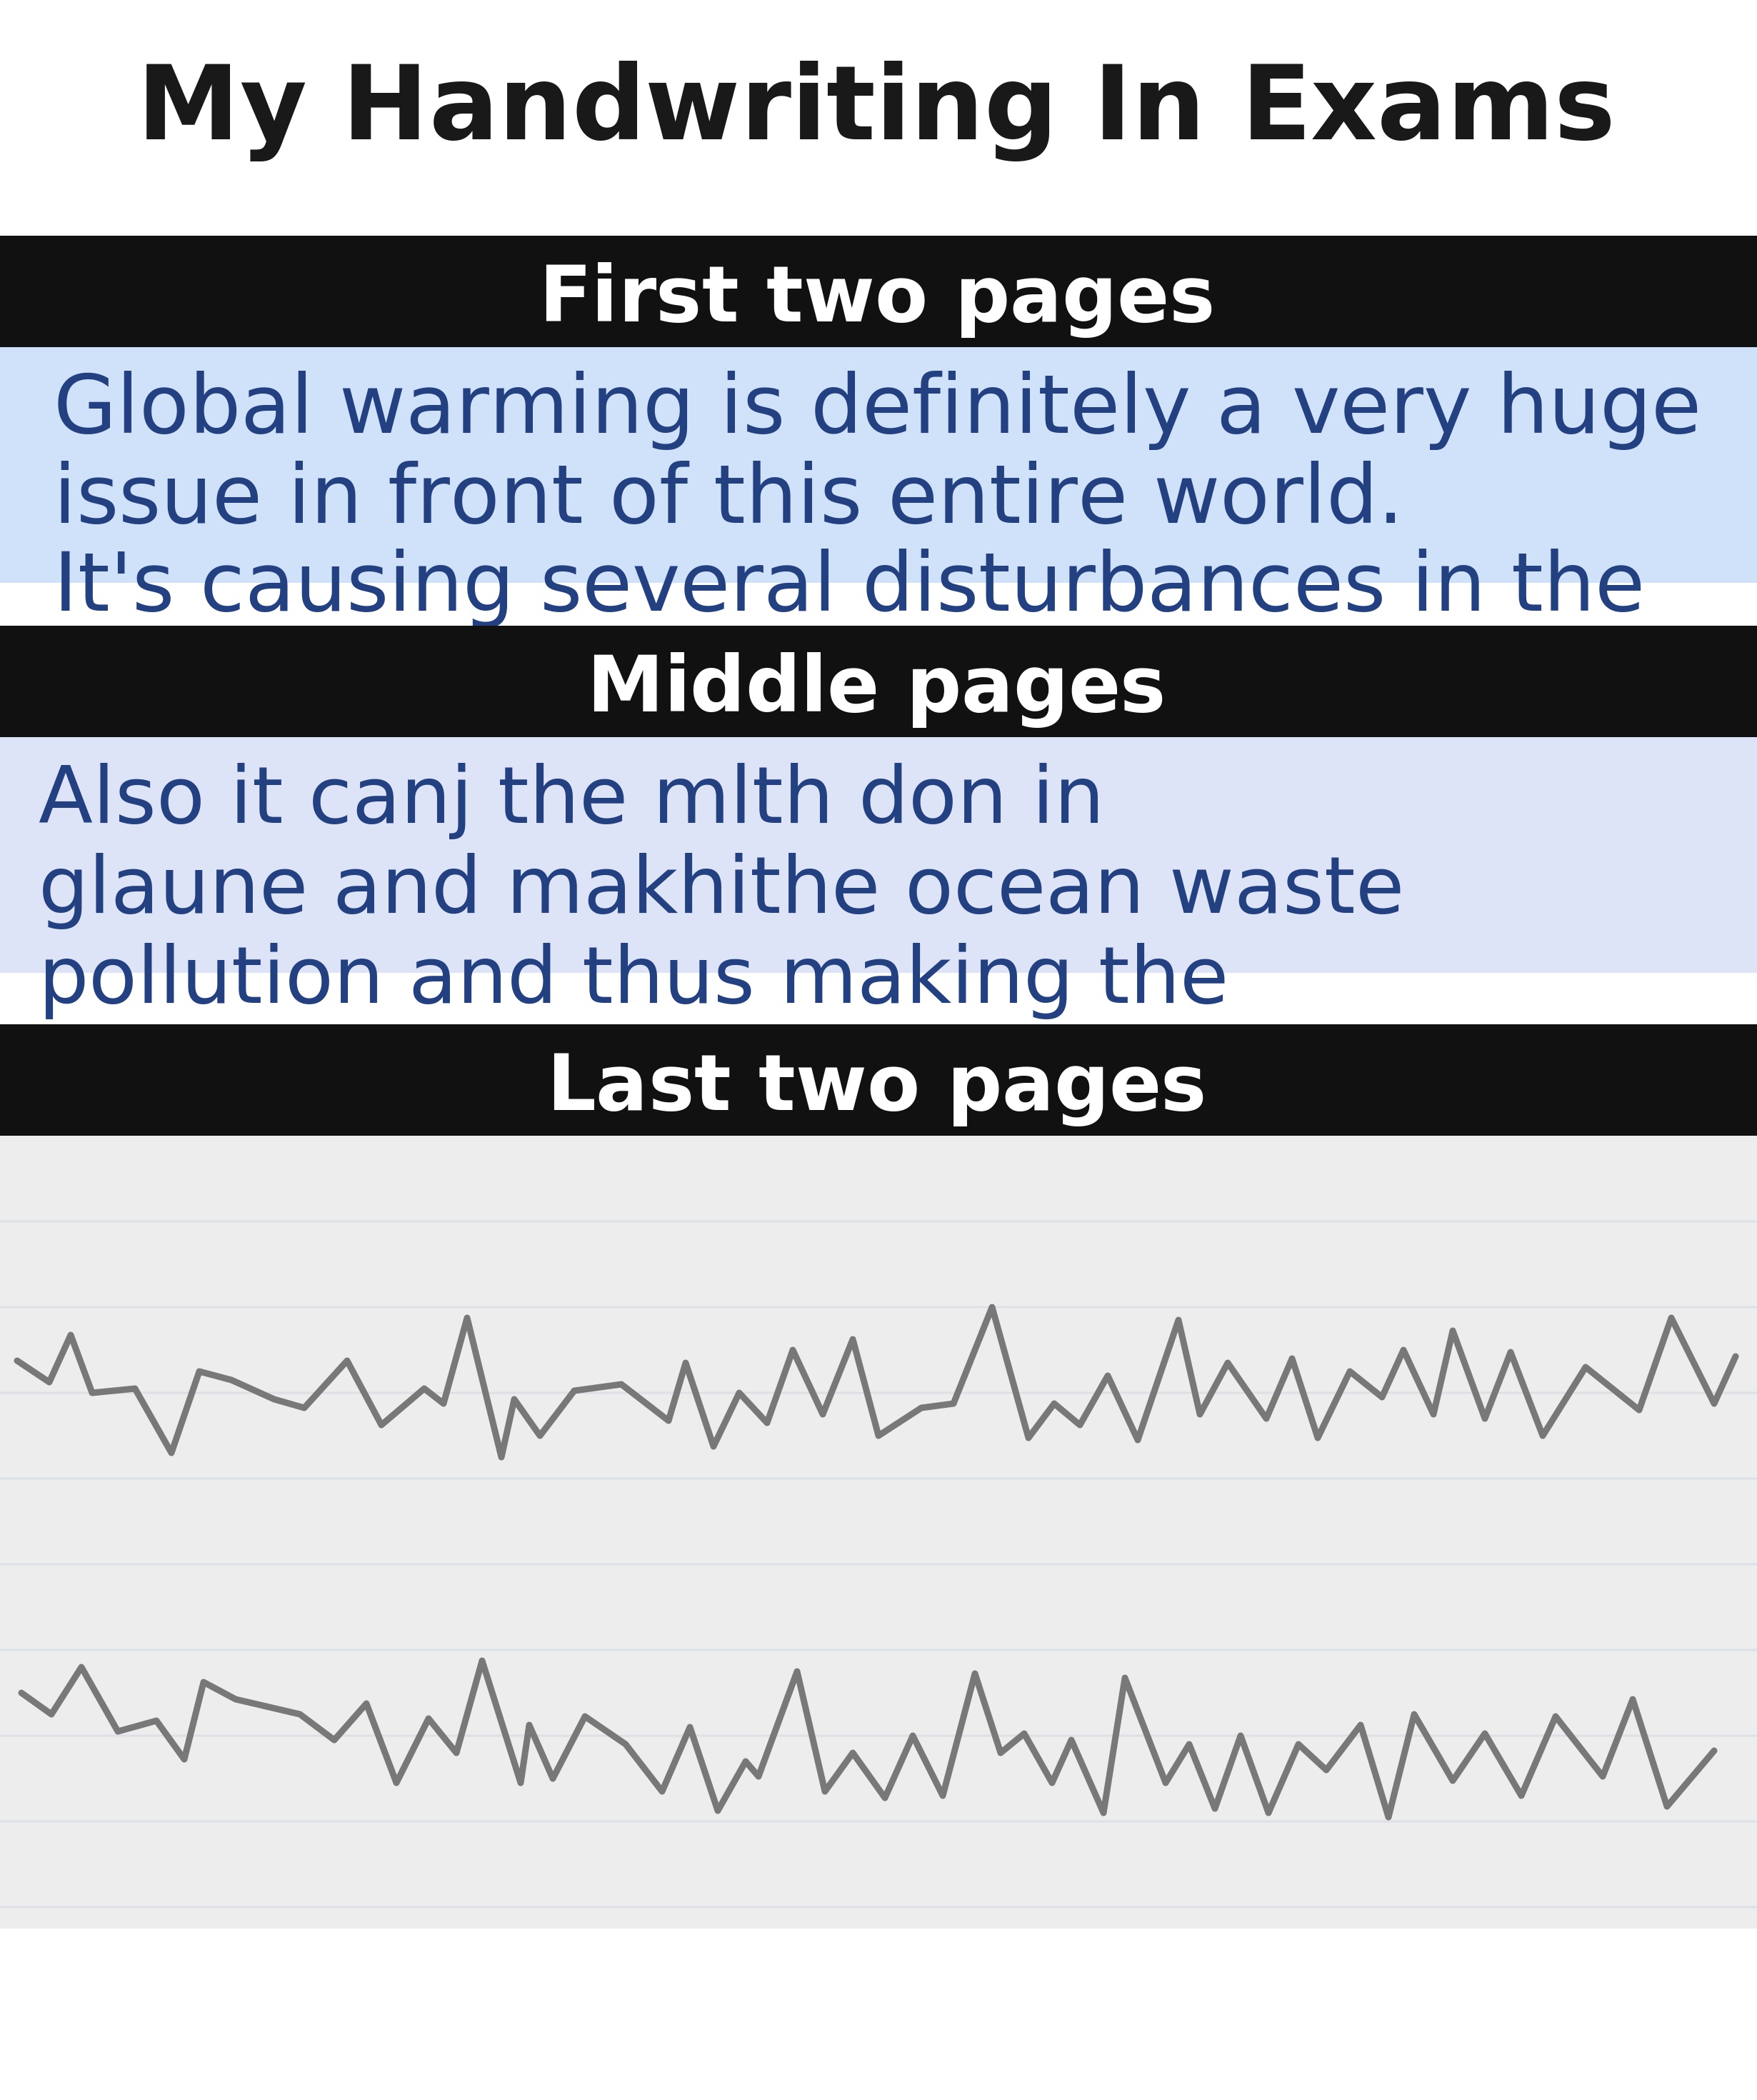 My Handwriting In Exams
First two pages
Global warming is definitely a very huge
issue in front of this entire world.
It's causing several disturbances in the
Middle pages
Also it canj the mlth don in
glaune and makhithe ocean waste
pollution and thus making the
Last two pages